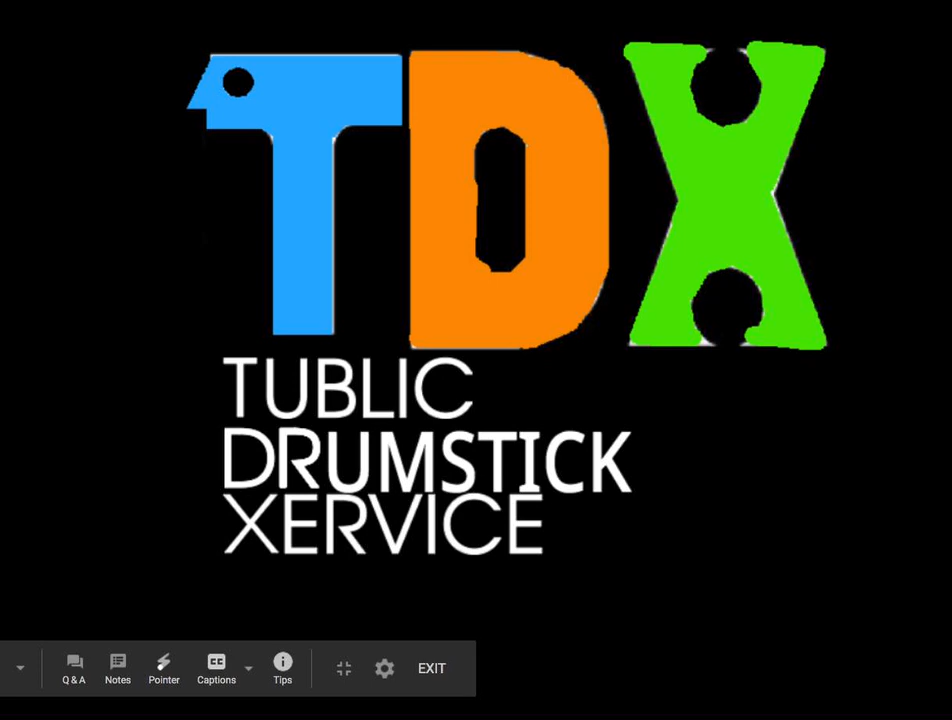 TDX
TUBLIC
DRUMSTICK
XERVICE
Q & A Notes Pointer Captions Tips EXIT